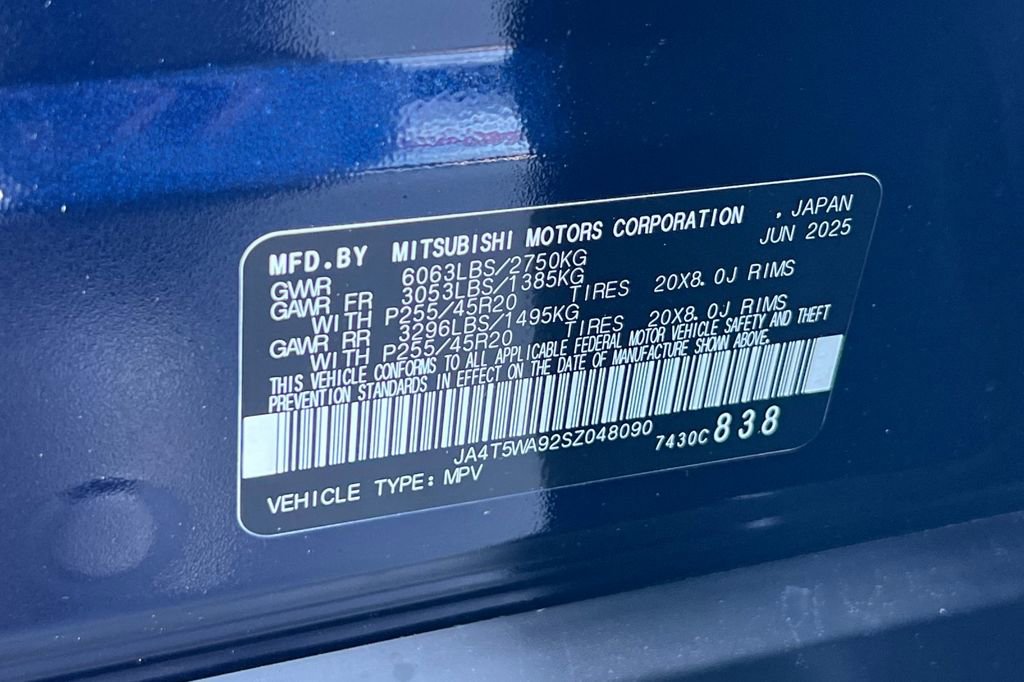 MFD.BY MITSUBISHI MOTORS CORPORATION . JAPAN
GVWR 6063LBS/2750KG JUN 2025
GAWR FR 3053LBS/1385KG
WITH P255/45R20 TIRES 20X8.0J RIMS
GAWR RR 3296LBS/1495KG
WITH P255/45R20 TIRES 20X8.0J RIMS
THIS VEHICLE CONFORMS TO ALL APPLICABLE FEDERAL MOTOR VEHICLE SAFETY AND THEFT
PREVENTION STANDARDS IN EFFECT ON THE DATE OF MANUFACTURE SHOWN ABOVE.
JA4T5WA92SZ048090 7430C 838
VEHICLE TYPE: MPV